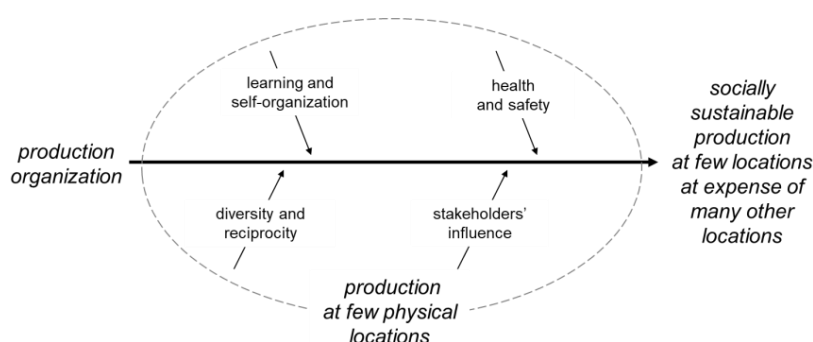 learning and
self-organization
health
and safety
production
organization
socially
sustainable
production
at few locations
at expense of
many other
locations
diversity and
reciprocity
stakeholders'
influence
production
at few physical
locations